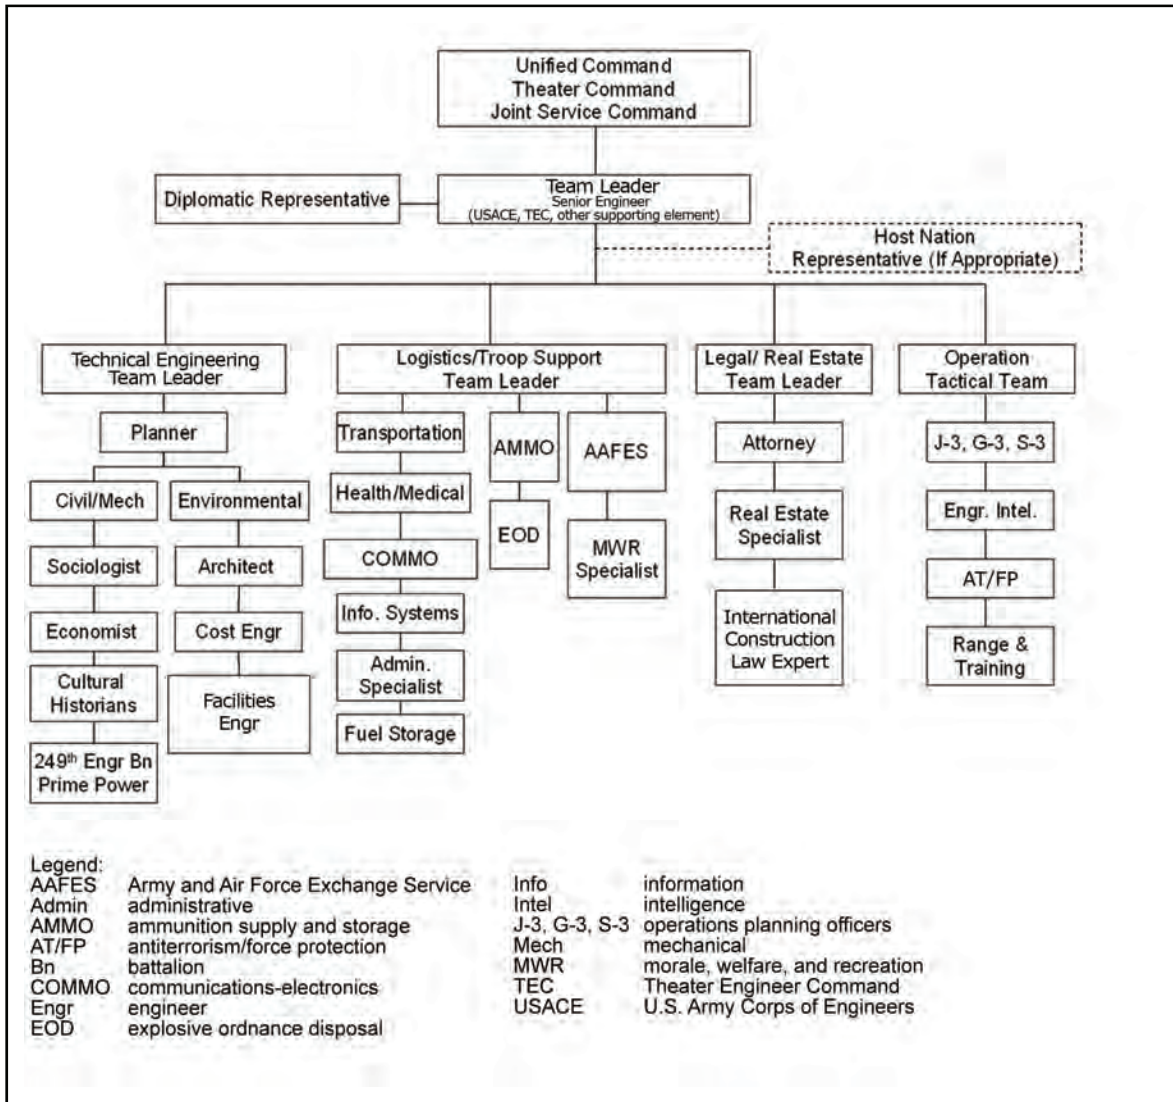 Unified Command
Theater Command
Joint Service Command
Diplomatic Representative
Team Leader
Senior Engineer
(USACE, TEC, other supporting element)
Host Nation
Representative (If Appropriate)
Technical Engineering
Team Leader
Logistics/Troop Support
Team Leader
Legal/ Real Estate
Team Leader
Operation
Tactical Team
Planner
Civil/Mech
Sociologist
Economist
Cultural
Historians
249th Engr Bn
Prime Power
Environmental
Architect
Cost Engr
Facilities
Engr
Transportation
Health/Medical
COMMO
Info. Systems
Admin.
Specialist
Fuel Storage
AMMO
EOD
AAFES
MWR
Specialist
Attorney
Real Estate
Specialist
International
Construction
Law Expert
J-3, G-3, S-3
Engr. Intel.
AT/FP
Range &
Training
Legend:
AAFES Army and Air Force Exchange Service
Admin administrative
AMMO ammunition supply and storage
AT/FP antiterrorism/force protection
Bn battalion
COMMO communications-electronics
Engr engineer
EOD explosive ordnance disposal
Info information
Intel intelligence
J-3, G-3, S-3 operations planning officers
Mech mechanical
MWR morale, welfare, and recreation
TEC Theater Engineer Command
USACE U.S. Army Corps of Engineers